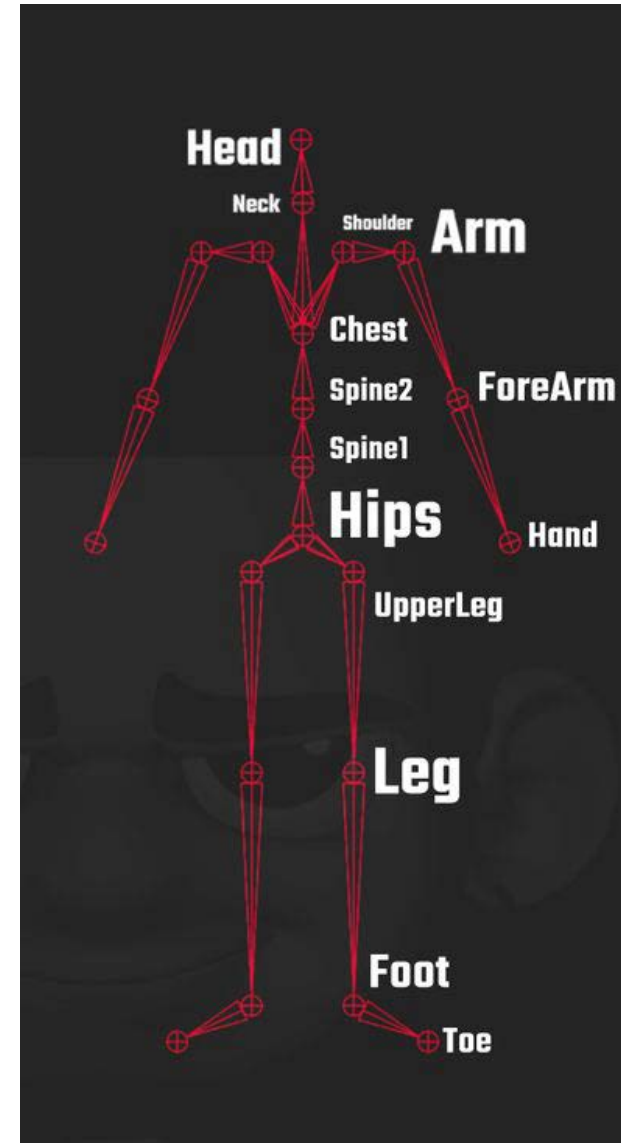 Head
Neck
Shoulder
Arm
Chest
Spine2
ForeArm
Spine1
Hips
Hand
UpperLeg
Leg
Foot
Toe